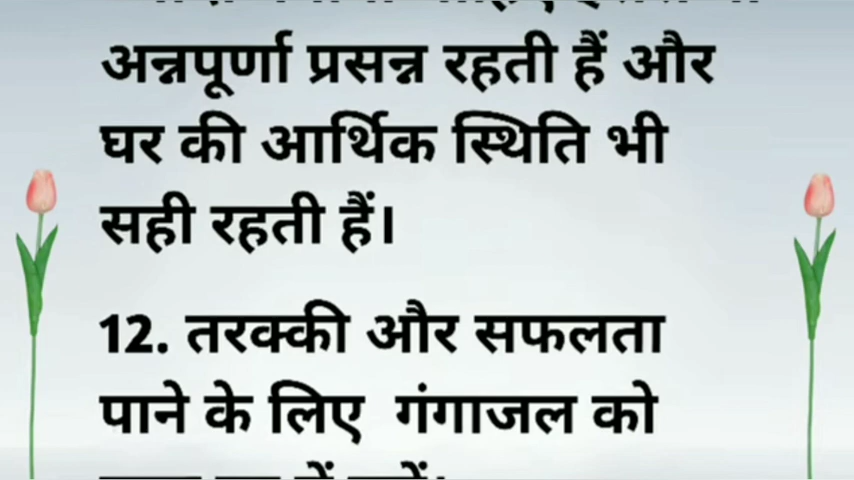 अन्नपूर्णा प्रसन्न रहती हैं और
घर की आर्थिक स्थिति भी
सही रहती हैं।
12. तरक्की और सफलता
पाने के लिए गंगाजल को